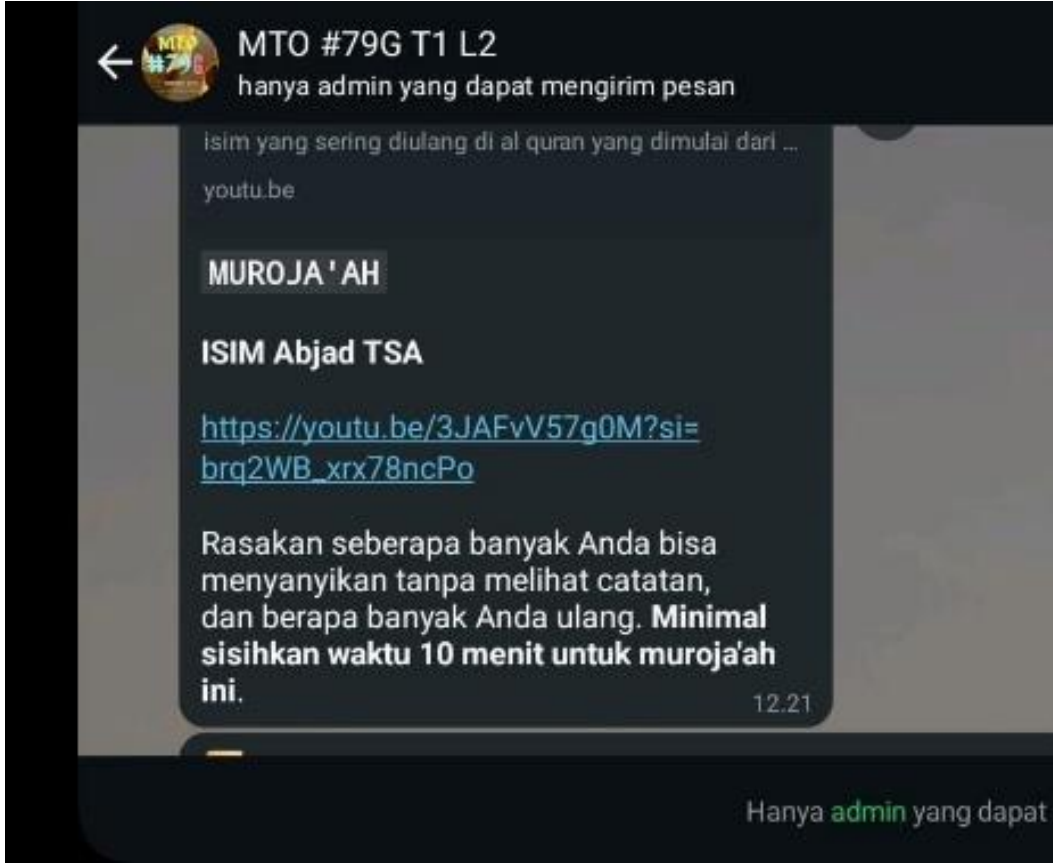 MTO #79G T1 L2
hanya admin yang dapat mengirim pesan
MTO
#79G
isim yang sering diulang di al quran yang dimulai dari ...
youtu.be
MUROJA'AH
ISIM Abjad TSA
https://youtu.be/3JAFvV57g0M?si=
brq2WB_xrx78ncPo
Rasakan seberapa banyak Anda bisa
menyanyikan tanpa melihat catatan,
dan berapa banyak Anda ulang. Minimal
sisihkan waktu 10 menit untuk muroja'ah
ini.
12.21
Hanya admin yang dapat